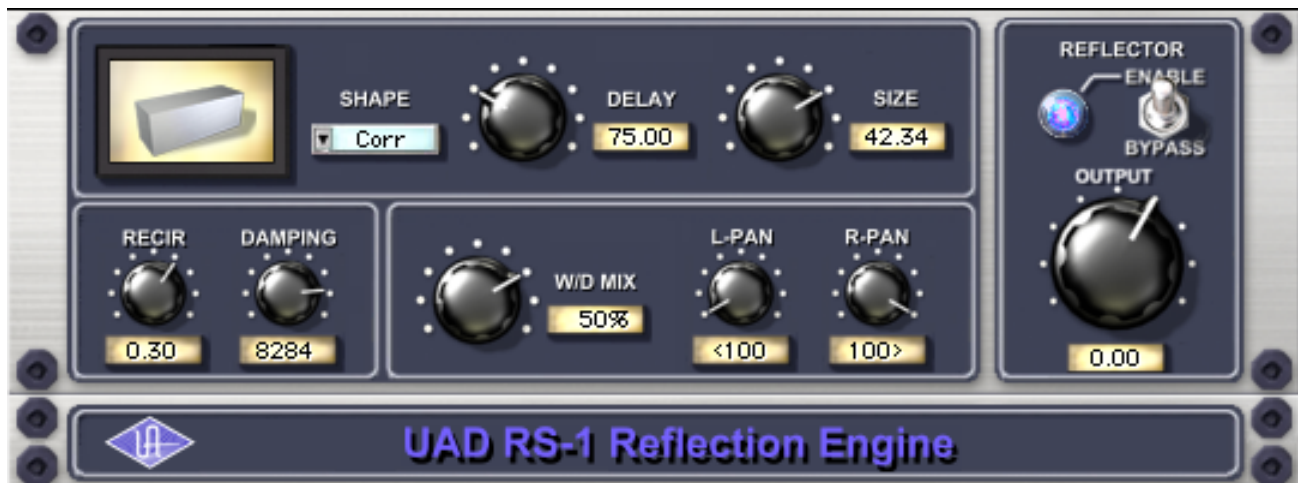 SHAPE
Corr
DELAY
75.00
SIZE
42.34
REFLECTOR
ENABLE
BYPASS
OUTPUT
0.00
RECIR
0.30
DAMPING
8284
W/D MIX
50%
L-PAN
<100
R-PAN
100>
UA
UAD RS-1 Reflection Engine